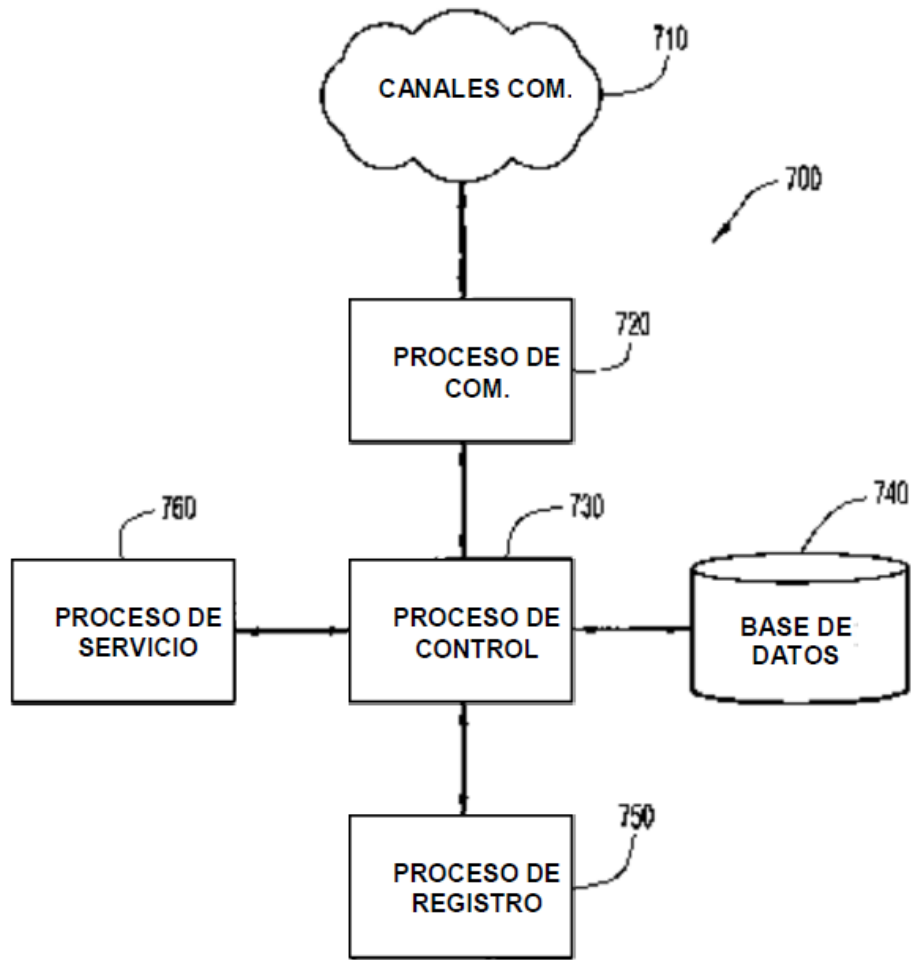 710
CANALES COM.
700
720
PROCESO DE
COM.
760
730
740
PROCESO DE
SERVICIO
PROCESO DE
CONTROL
BASE DE
DATOS
750
PROCESO DE
REGISTRO